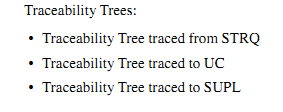 Traceability Trees:
• Traceability Tree traced from STRQ
• Traceability Tree traced to UC
• Traceability Tree traced to SUPL